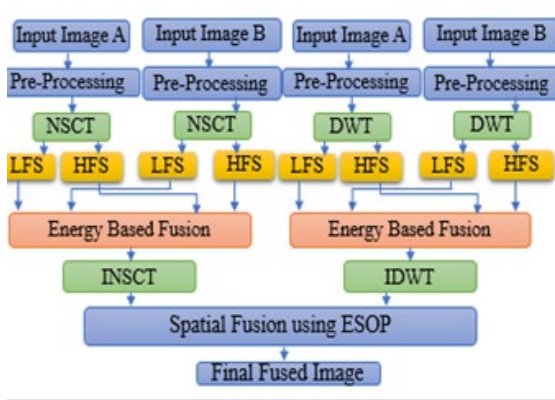 Input Image A Input Image B Input Image A Input Image B
Pre-Processing Pre-Processing Pre-Processing Pre-Processing
NSCT NSCT DWT DWT
LFS HFS LFS HFS LFS HFS LFS HFS
Energy Based Fusion Energy Based Fusion
INSCT IDWT
Spatial Fusion using ESOP
Final Fused Image